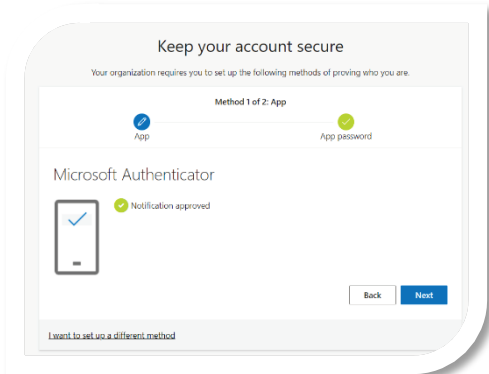 Keep your account secure
Your organization requires you to set up the following methods of proving who you are.
Method 1 of 2: App
App
App password
Microsoft Authenticator
Notification approved
Back
Next
I want to set up a different method